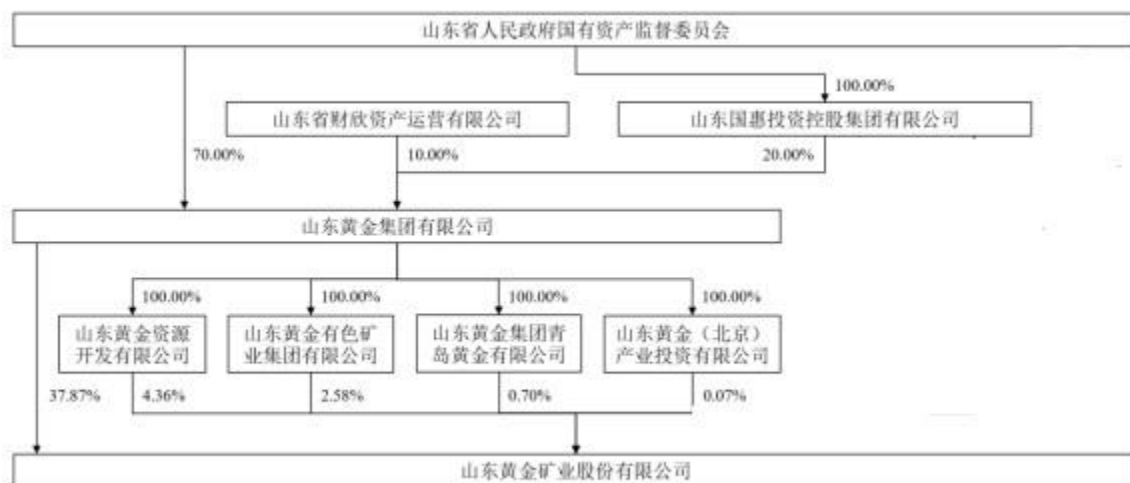 山东省人民政府国有资产监督委员会
100.00%
山东省财欣资产运营有限公司
山东国惠投资控股集团有限公司
70.00%
10.00%
20.00%
山东黄金集团有限公司
100.00%
100.00%
100.00%
100.00%
山东黄金资源
开发有限公司
山东黄金有色矿
业集团有限公司
山东黄金集团青
岛黄金有限公司
山东黄金（北京）
产业投资有限公司
37.87%
4.36%
2.58%
0.70%
0.07%
山东黄金矿业股份有限公司